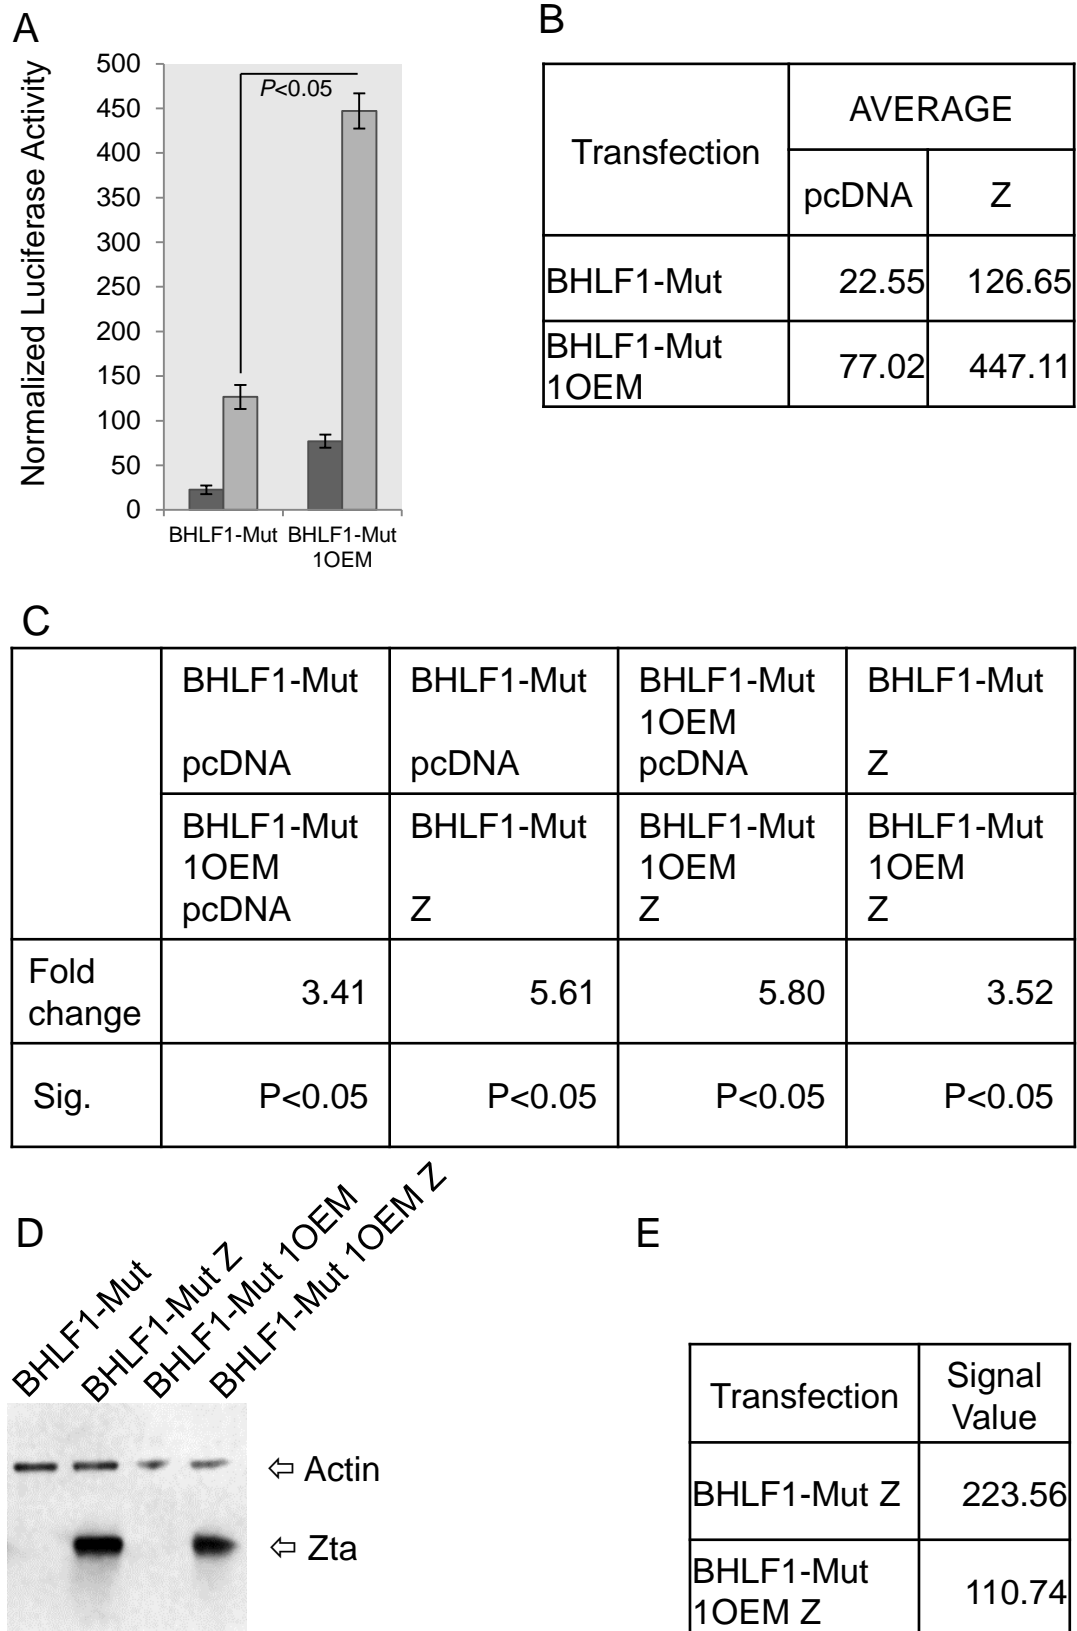 A
Normalized Luciferase Activity
500
450
400
350
300
250
200
150
100
50
0
P<0.05
BHLF1-Mut
BHLF1-Mut
1OEM
B
Transfection
AVERAGE
pcDNA
Z
BHLF1-Mut
22.55
126.65
BHLF1-Mut
1OEM
77.02
447.11
C
BHLF1-Mut
pcDNA
BHLF1-Mut
pcDNA
BHLF1-Mut
1OEM
pcDNA
BHLF1-Mut
Z
BHLF1-Mut
1OEM
pcDNA
BHLF1-Mut
Z
BHLF1-Mut
1OEM
Z
BHLF1-Mut
1OEM
Z
Fold
change
3.41
5.61
5.80
3.52
Sig.
P<0.05
P<0.05
P<0.05
P<0.05
D
BHLF1-Mut
BHLF1-Mut Z
BHLF1-Mut 1OEM
BHLF1-Mut 1OEM Z
⇦ Actin
⇦ Zta
E
Transfection
Signal
Value
BHLF1-Mut Z
223.56
BHLF1-Mut
1OEM Z
110.74